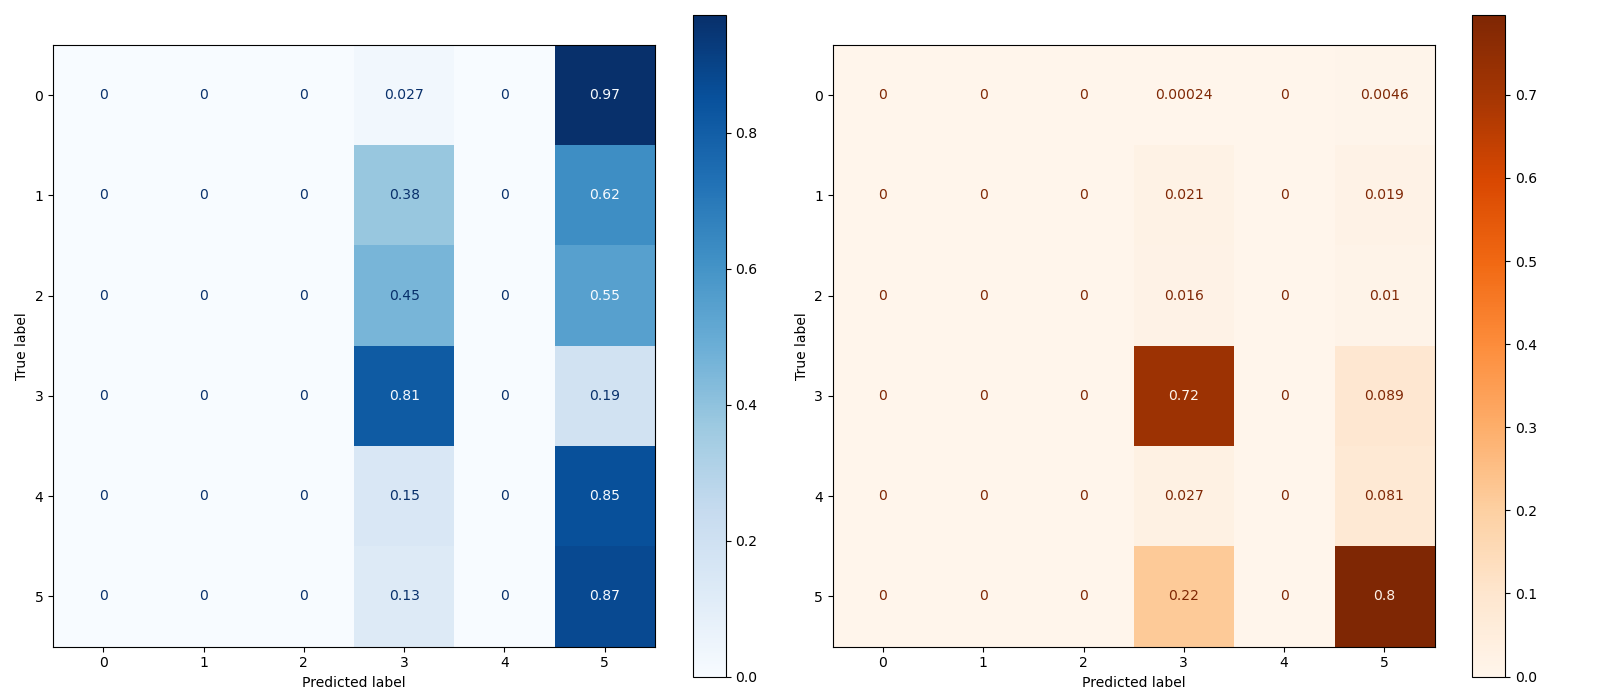 0 0 0 0 0.027 0 0.97
1 0 0 0 0.38 0 0.62
2 0 0 0 0.45 0 0.55
3 0 0 0 0.81 0 0.19
4 0 0 0 0.15 0 0.85
5 0 0 0 0.13 0 0.87
0 1 2 3 4 5
Predicted label
True label
0.8
0.6
0.4
0.2
0.0
0 0 0 0 0.00024 0 0.0046
1 0 0 0 0.021 0 0.019
2 0 0 0 0.016 0 0.01
3 0 0 0 0.72 0 0.089
4 0 0 0 0.027 0 0.081
5 0 0 0 0.22 0 0.8
0 1 2 3 4 5
Predicted label
True label
0.7
0.6
0.5
0.4
0.3
0.2
0.1
0.0